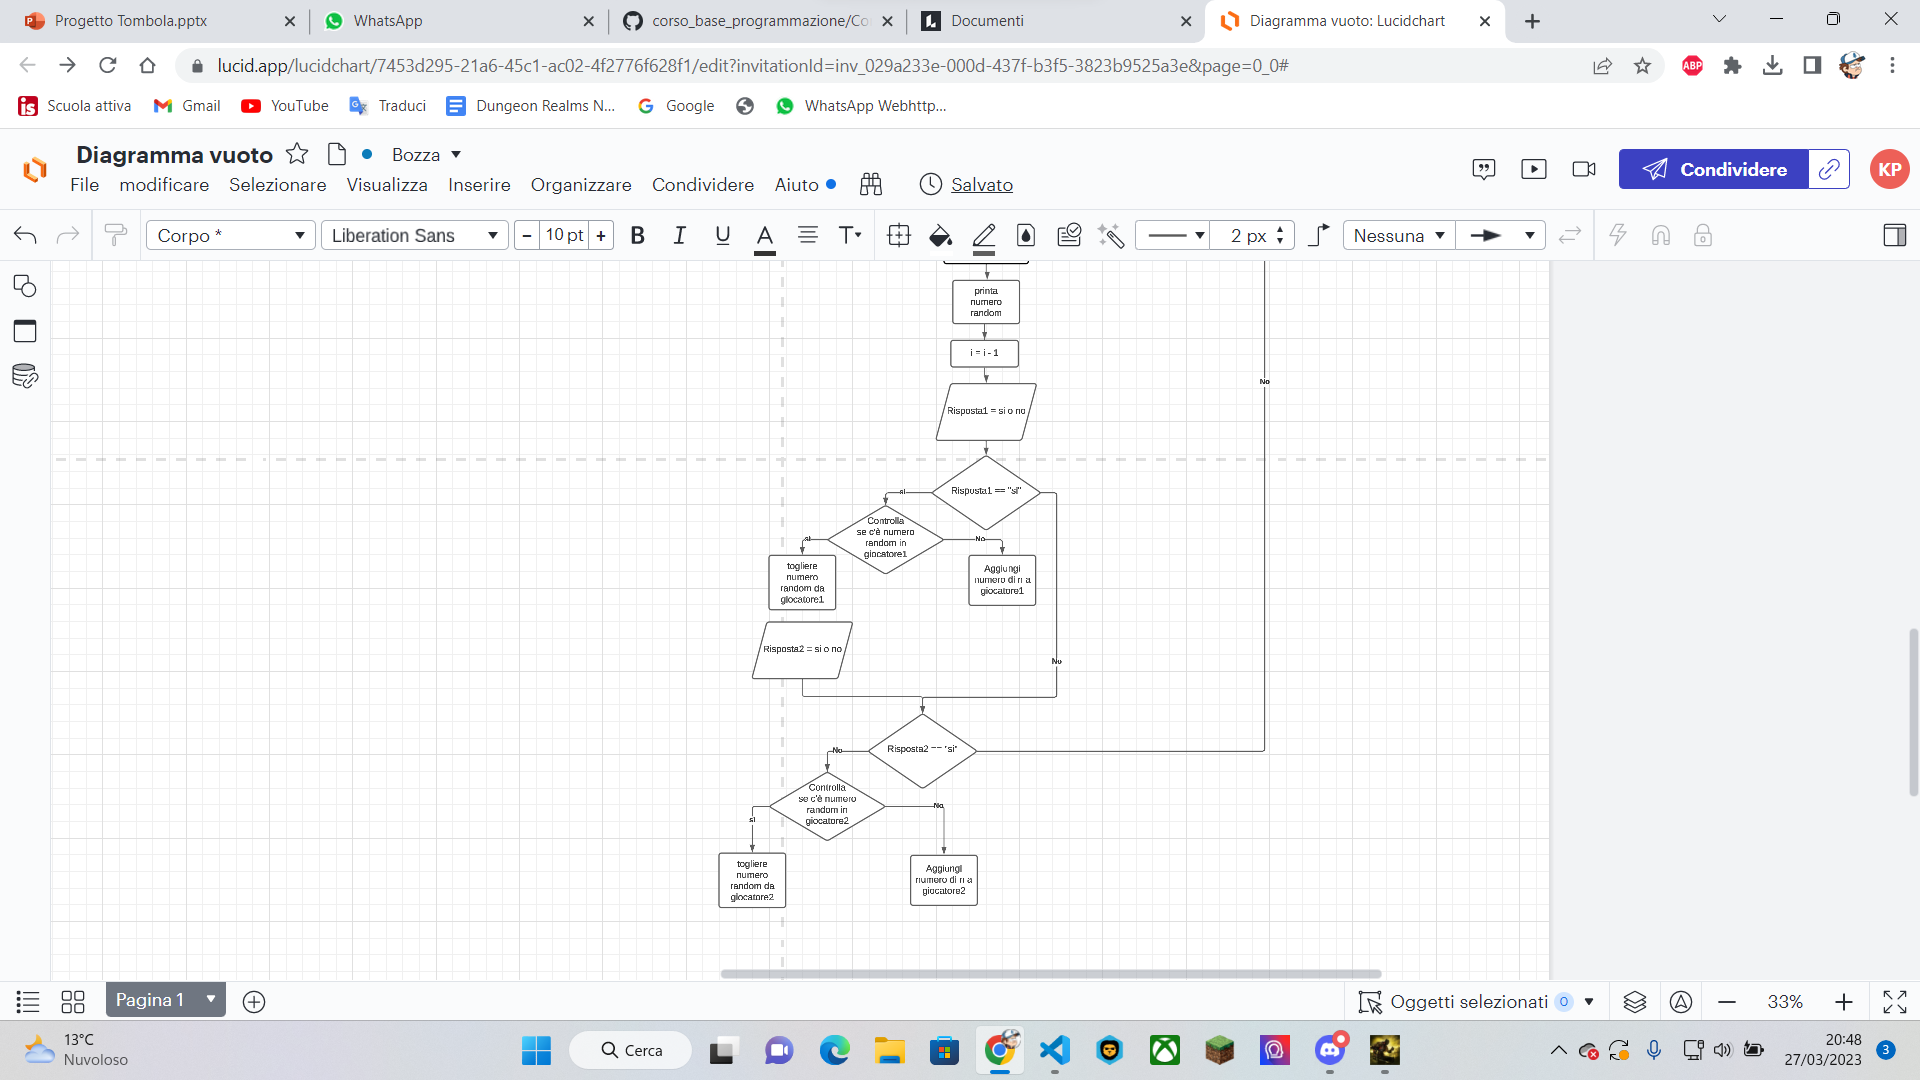 Progetto Tombola.pptx
WhatsApp
corso_base_programmazione/Co
Documenti
Diagramma vuoto: Lucidchart
lucid.app/lucidchart/7453d295-21a6-45c1-ac02-4f2776f628f1/edit?invitationId=inv_029a233e-000d-437f-b3f5-3823b9525a3e&page=0_0#
ABP
Scuola attiva
Gmail
YouTube
Traduci
Dungeon Realms N...
Google
WhatsApp Webhttp...
Diagramma vuoto
Bozza
File
modificare
Selezionare
Visualizza
Inserire
Organizzare
Condividere
Aiuto
Salvato
Condividere
KP
Corpo *
Liberation Sans
- 10 pt +
B
I
U
A
T
2 px
Nessuna
printa
numero
random
i = i - 1
No
Risposta1 = si o no
Risposta1 == "si"
si
Controlla
se c'è numero
random in
giocatore1
si
No
togliere
numero
random da
giocatore1
Aggiungi
numero di n a
giocatore1
Risposta2 = si o no
No
Risposta2 == "si"
No
Controlla
se c'è numero
random in
giocatore2
No
si
togliere
numero
random da
giocatore2
Aggiungi
numero di n a
giocatore2
Pagina 1
Oggetti selezionati 0
33%
13°C
Nuvoloso
Cerca
20:48
27/03/2023
3